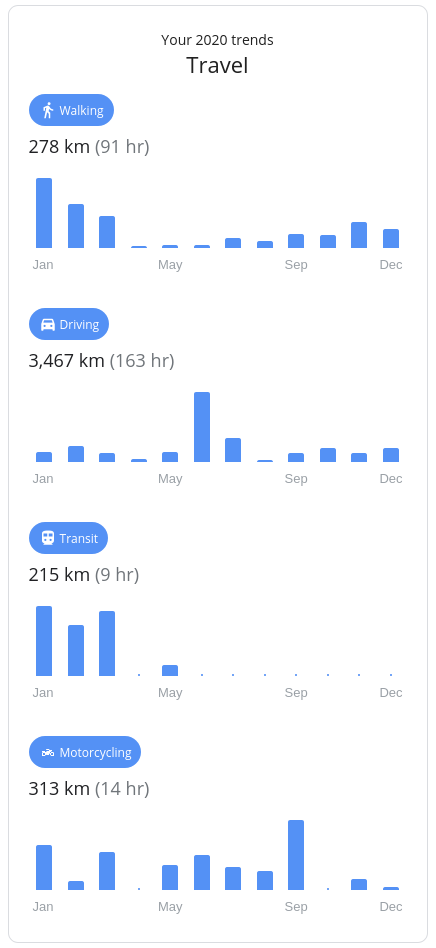 Your 2020 trends
Travel
Walking
278 km (91 hr)
Jan May Sep Dec
Driving
3,467 km (163 hr)
Jan May Sep Dec
Transit
215 km (9 hr)
Jan May Sep Dec
Motorcycling
313 km (14 hr)
Jan May Sep Dec